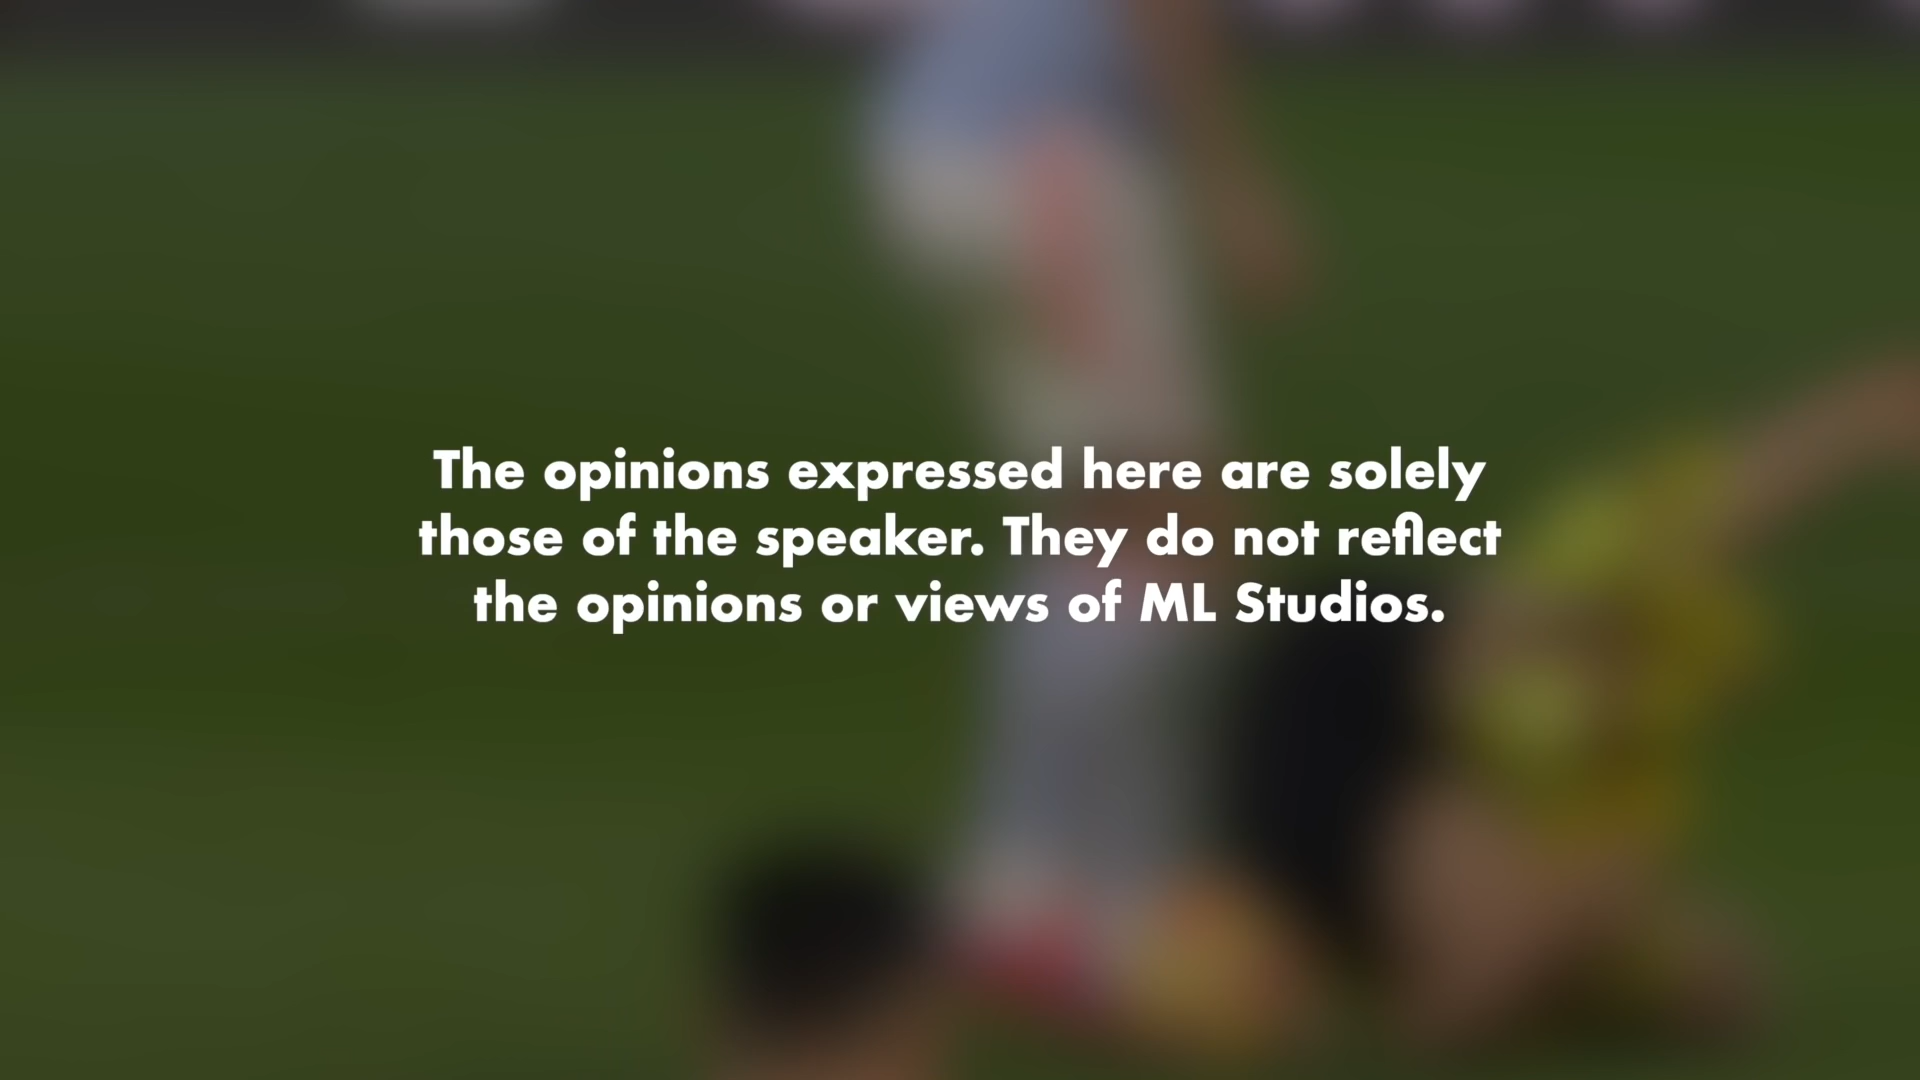 The opinions expressed here are solely
those of the speaker. They do not reflect
the opinions or views of ML Studios.